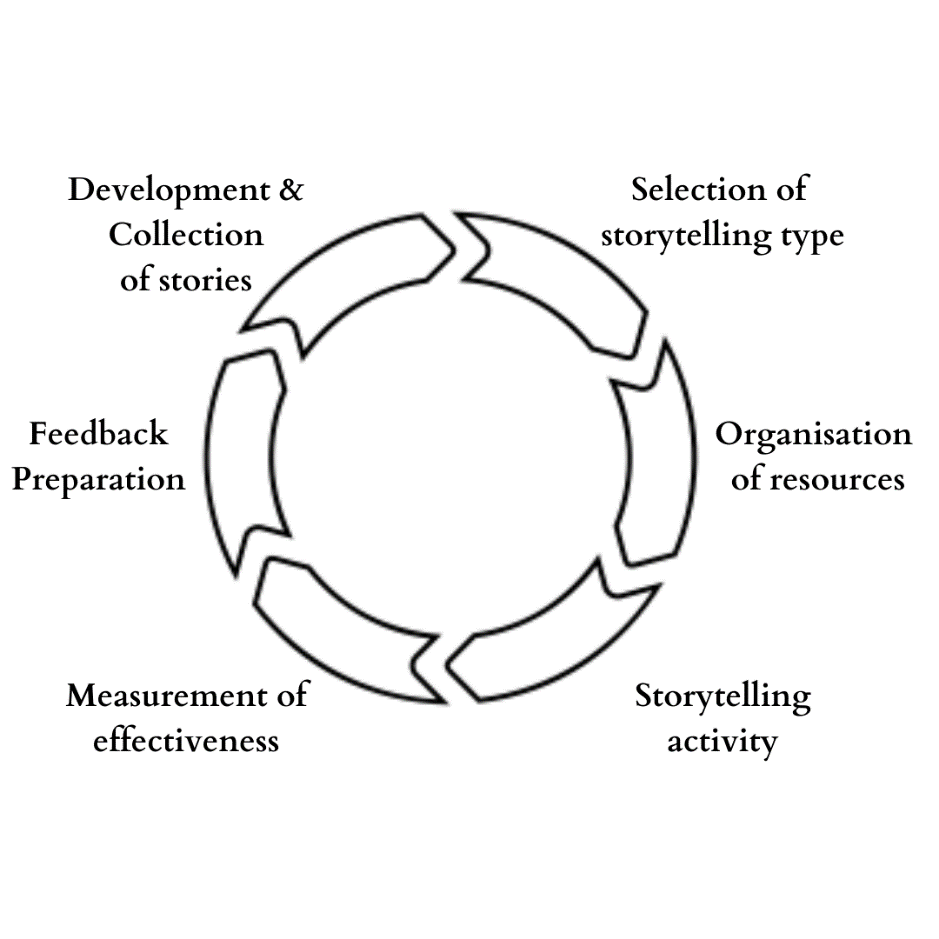 Development &
Collection
of stories
Selection of
storytelling type
Organisation
of resources
Storytelling
activity
Measurement of
effectiveness
Feedback
Preparation